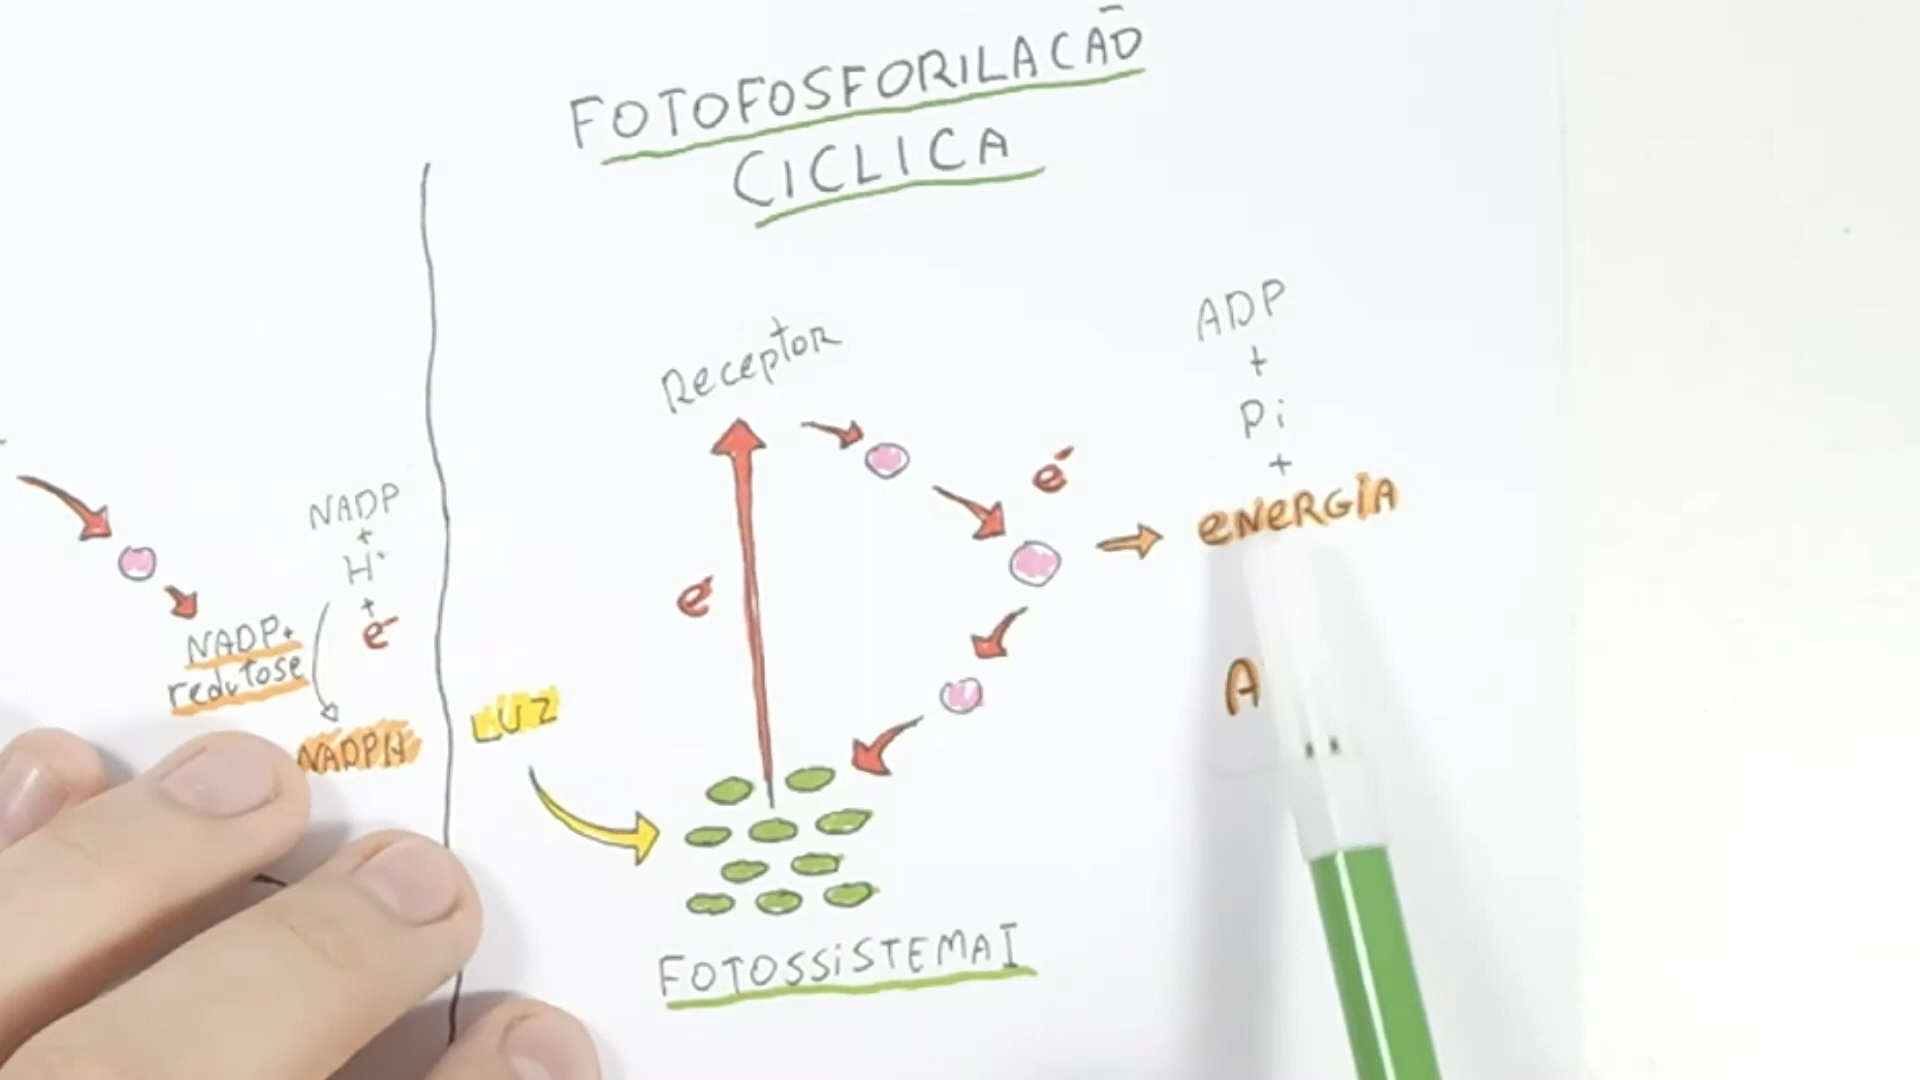 FOTOFOSFORILACÃO
CICLICA
Receptor
ADP
+
Pi
+
eNeRGiA
e-
e-
A
NADP
+
H+
+
e-
NADP+
redutose
NADPH
LUZ
FOTOSSiSTEMA I